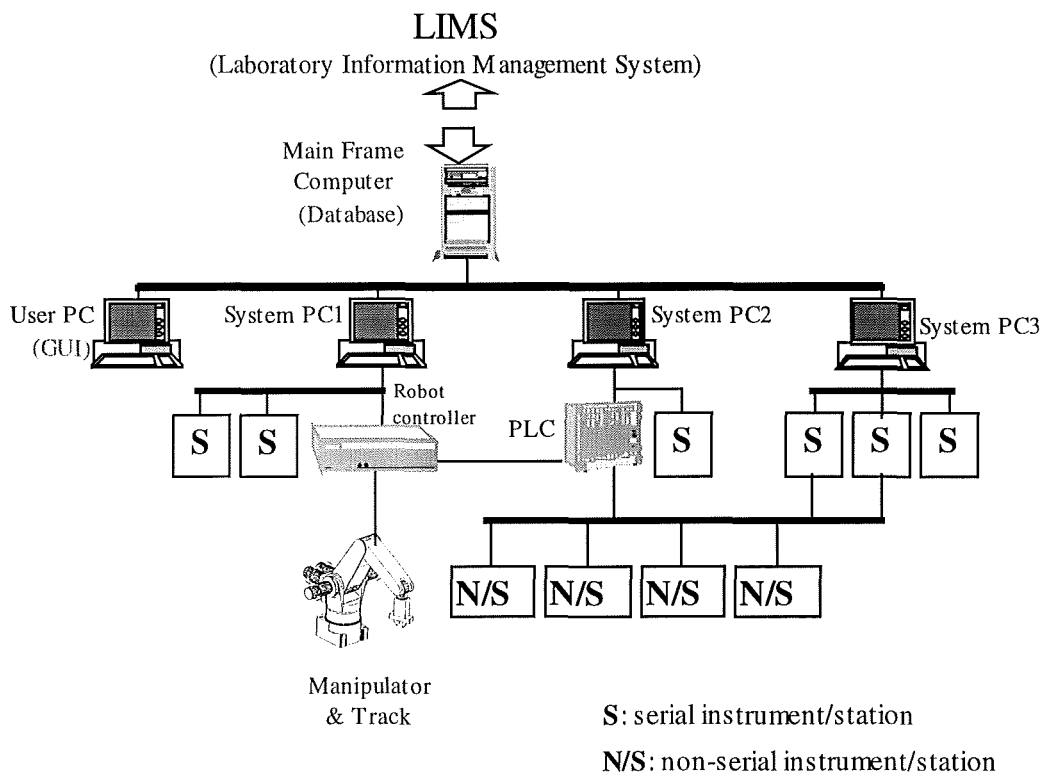 LIMS
(Laboratory Information Management System)
Main Frame
Computer
(Database)
User PC
(GUI)
System PC1
System PC2
System PC3
Robot
controller
PLC
S
S
S
S
S
S
N/S
N/S
N/S
N/S
Manipulator
& Track
S: serial instrument/station
N/S: non-serial instrument/station